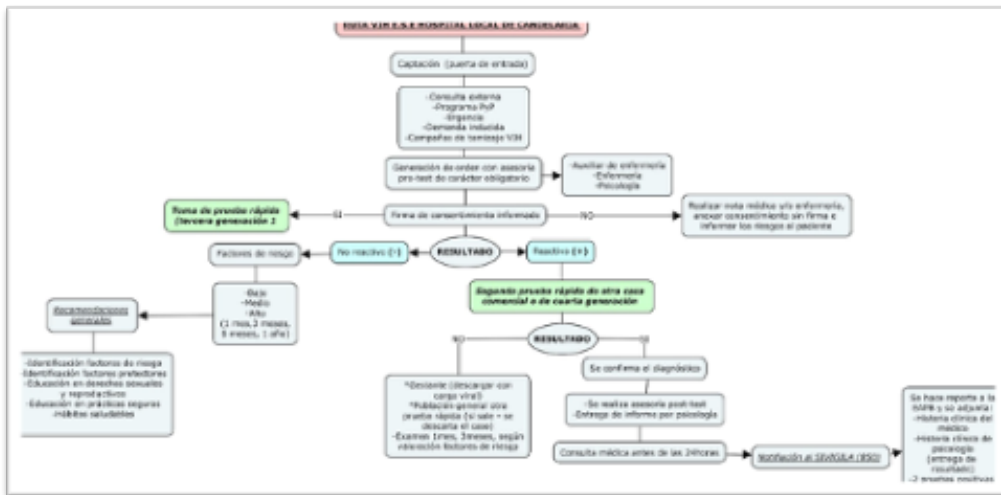 RUTA VIH E.S.E HOSPITAL LOCAL DE CANDELARIA
Captación (puerta de entrada)
-Consulta externa
-Programa PyP
-Urgencia
-Demanda inducida
-Campañas de tamizaje VIH
Generación de orden con asesoría
pre-test de carácter obligatorio
-Auxiliar de enfermería
-Enfermería
-Psicología
Toma de prueba rápida
(tercera generación)
SI
Firma de consentimiento informado
NO
Realizar nota médica y/o enfermería,
anexar consentimiento sin firma e
informar los riesgos al paciente
Factores de riesgo
No reactivo (-)
RESULTADO
Reactivo (+)
-Bajo
-Medio
-Alto
(1 mes, 3 meses,
6 meses, 1 año)
Segunda prueba rápida de otra casa
comercial o de cuarta generación
Recomendaciones
generales
NO
RESULTADO
SI
-Identificación factores de riesgo
-Identificación factores protectores
-Educación en derechos sexuales
y reproductivos
-Educación en prácticas seguras
-Hábitos saludables
Se confirma el diagnóstico
*Gestante (descartar con
carga viral)
*Población general otra
prueba rápida (si sale - se
descarta el caso)
-Examen 1mes, 3meses, según
valoración factores de riesgo
-Se realiza asesoría post-test
-Entrega de informe por psicología
Consulta médica antes de las 24horas
Notificación al SIVIGILA (850)
Se hace reporte a la
EAPB y se adjunta:
-Historia clínica del
médico
-Historia clínica de
psicología
(entrega de
resultado)
-2 pruebas positivas